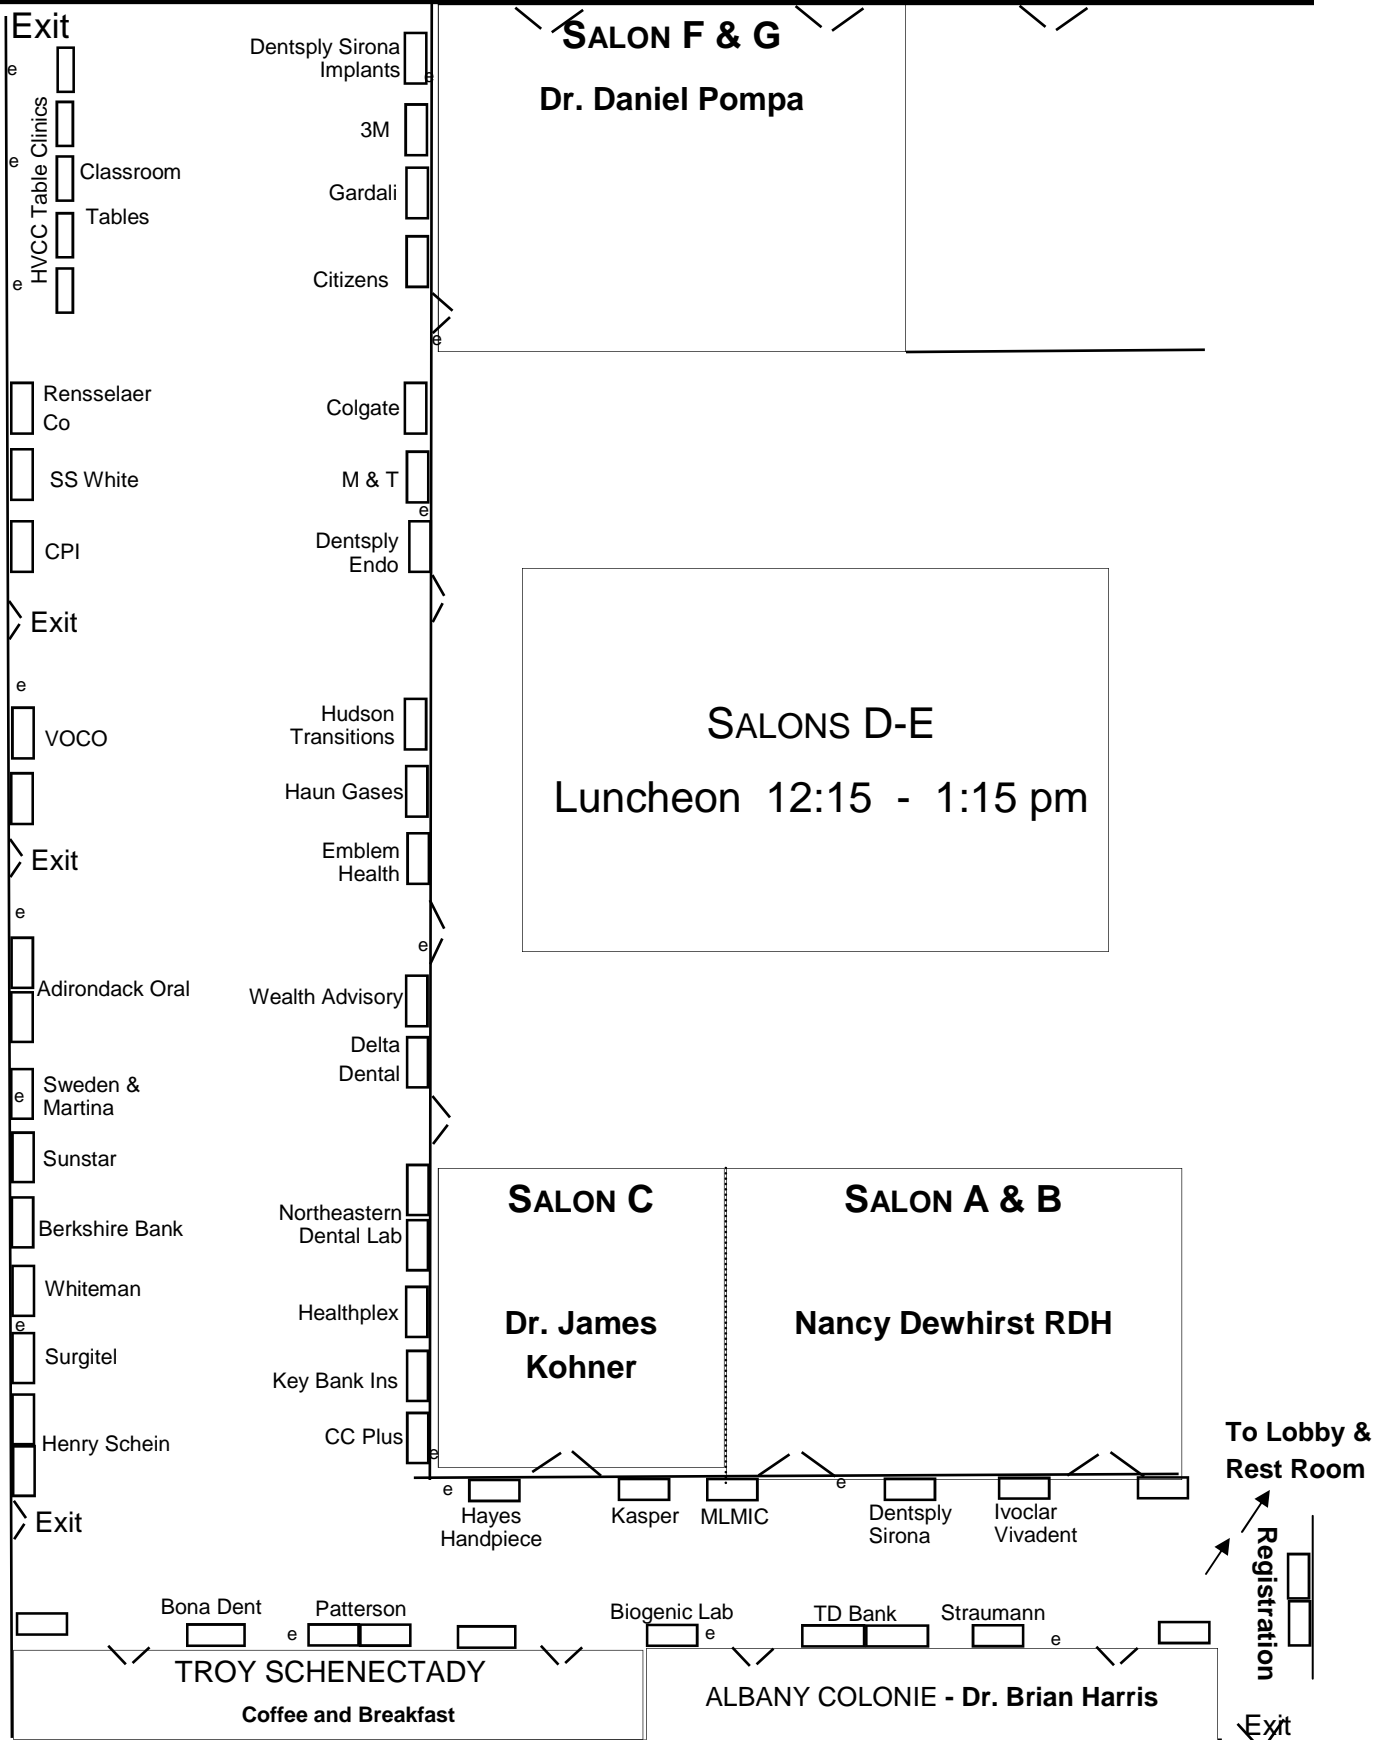 Exit
e
e
e
HVCC Table Clinics
Classroom
Tables
Dentsply Sirona
Implants
e
3M
Gardali
Citizens
e
SALON F & G
Dr. Daniel Pompa
Rensselaer
Co
SS White
CPI
Exit
e
VOCO
Exit
e
Adirondack Oral
Sweden &
Martina
e
Sunstar
Berkshire Bank
Whiteman
e
Surgitel
Henry Schein
Exit
Colgate
M & T
e
Dentsply
Endo
Hudson
Transitions
Haun Gases
Emblem
Health
e
Wealth Advisory
Delta
Dental
Northeastern
Dental Lab
Healthplex
Key Bank Ins
CC Plus
e
SALONS D-E
Luncheon 12:15 - 1:15 pm
SALON C
Dr. James
Kohner
SALON A & B
Nancy Dewhirst RDH
To Lobby &
Rest Room
e
Hayes
Handpiece
Kasper
MLMIC
e
Dentsply
Sirona
Ivoclar
Vivadent
Registration
Bona Dent
e
Patterson
Biogenic Lab
e
TD Bank
Straumann
e
TROY SCHENECTADY
Coffee and Breakfast
ALBANY COLONIE - Dr. Brian Harris
Exit